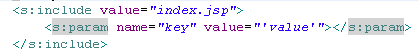 <s:include value="index.jsp">
<s:param name="key" value="'value'"></s:param>
</s:include>